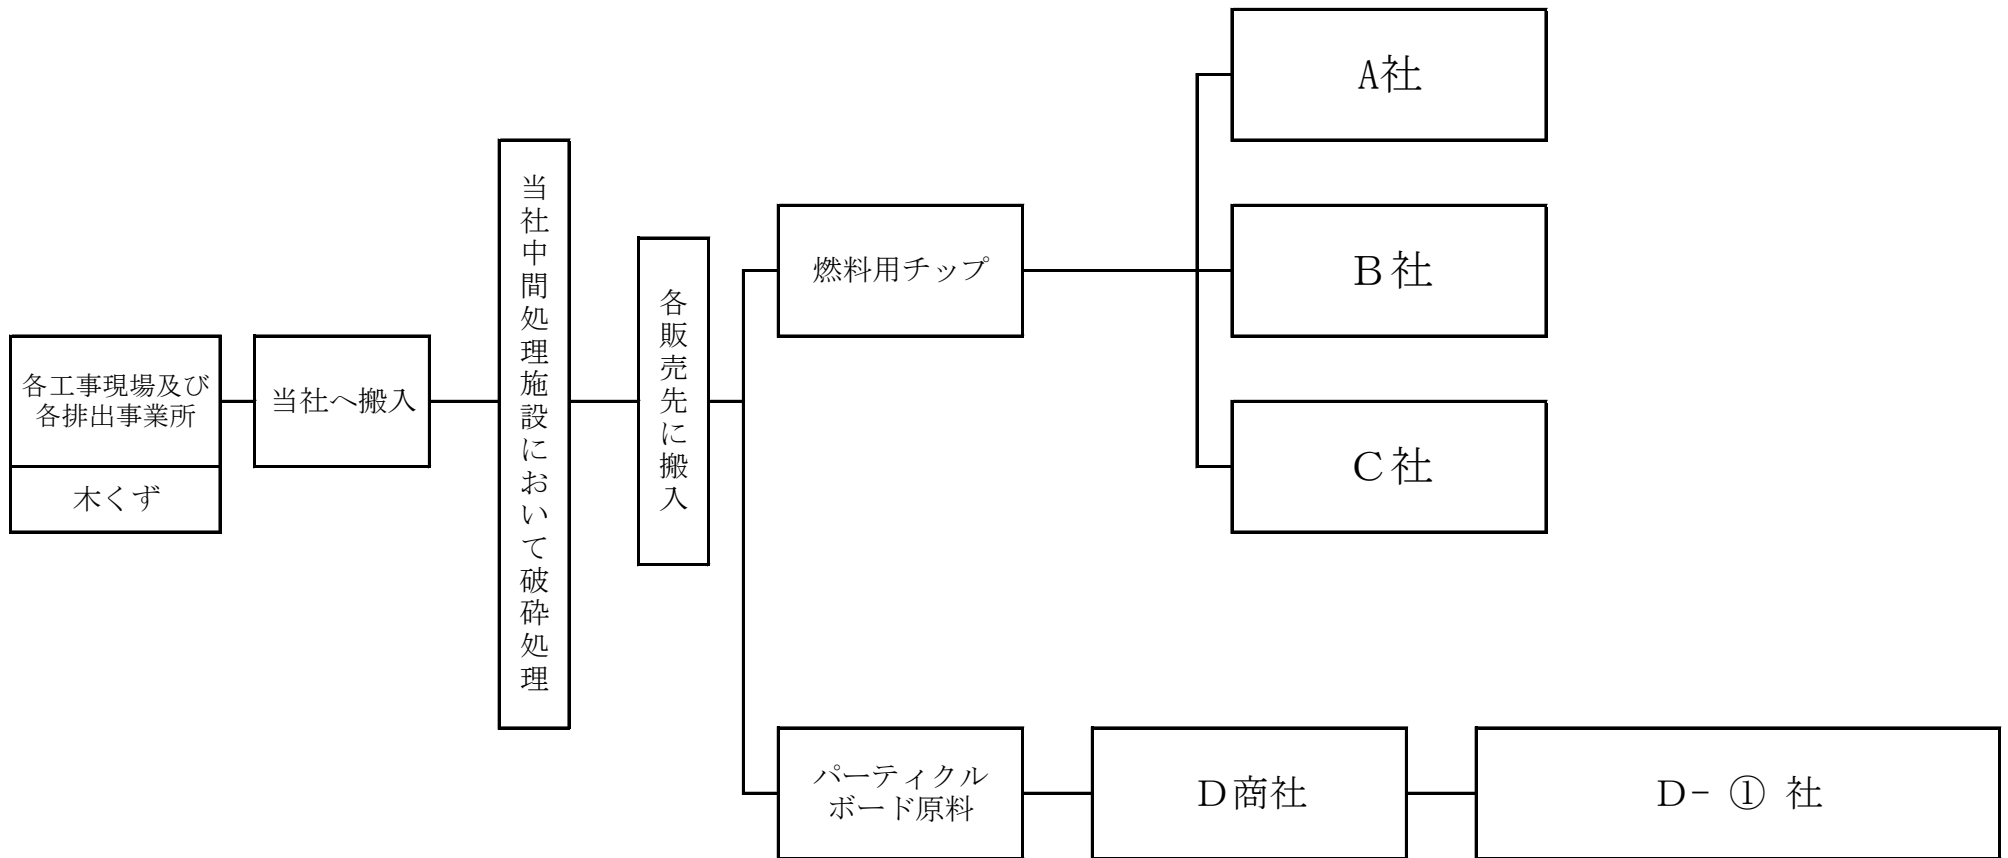 各工事現場及び
各排出事業所
木くず
当社へ搬入
当社中間処理施設において破砕処理
各販売先に搬入
燃料用チップ
A社
B社
C社
パーティクル
ボード原料
D商社
D- ① 社